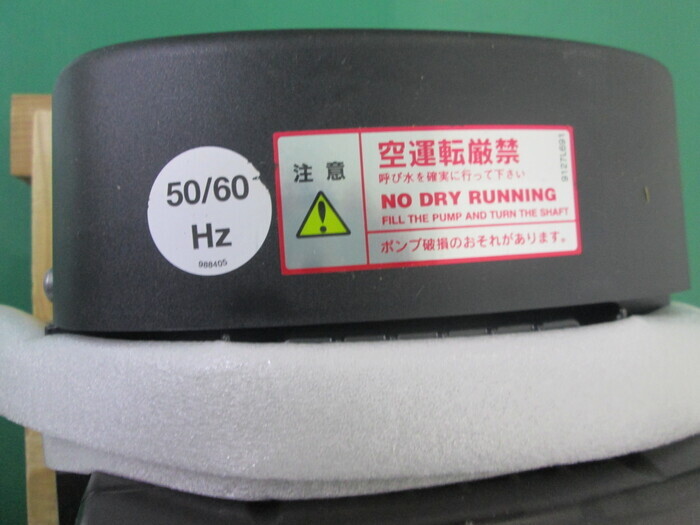 50/60
Hz
988405
注意
空運転厳禁
呼び水を確実に行って下さい
NO DRY RUNNING
FILL THE PUMP AND TURN THE SHAFT
ポンプ破損のおそれがあります。
9127L691